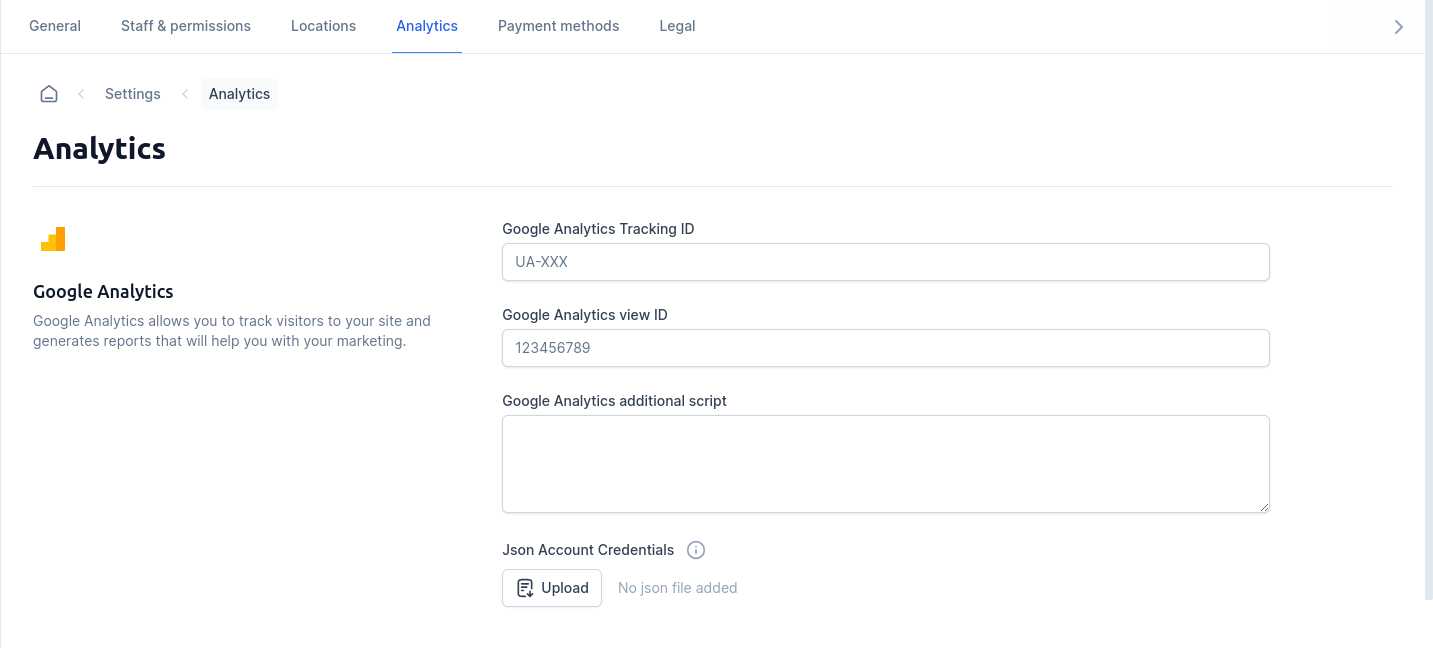 General Staff & permissions Locations Analytics Payment methods Legal
Settings Analytics
Analytics
Google Analytics
Google Analytics allows you to track visitors to your site and
generates reports that will help you with your marketing.
Google Analytics Tracking ID
UA-XXX
Google Analytics view ID
123456789
Google Analytics additional script
Json Account Credentials
Upload No json file added